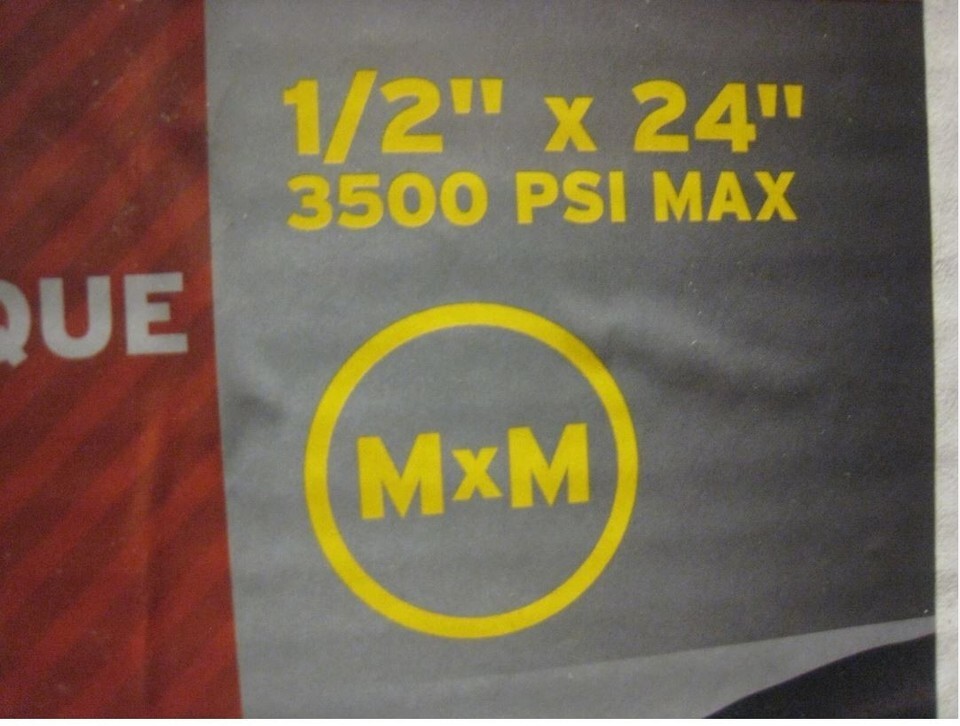 1/2" x 24"
3500 PSI MAX
QUE
MxM